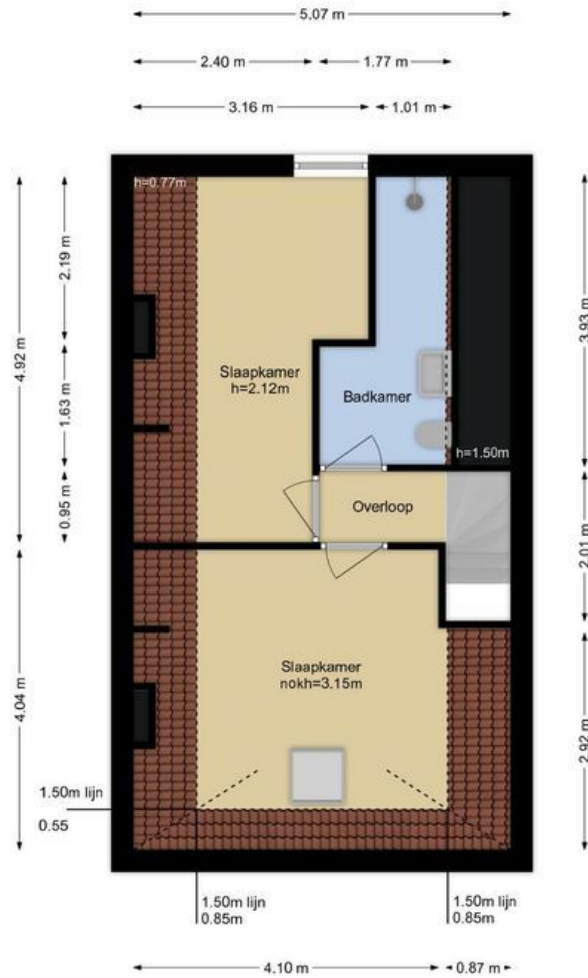 5.07 m
2.40 m
1.77 m
3.16 m
1.01 m
h=0.77m
4.92 m
2.19 m
1.63 m
0.95 m
4.04 m
3.93 m
2.01 m
2.92 m
Slaapkamer
h=2.12m
Badkamer
h=1.50m
Overloop
Slaapkamer
nokh=3.15m
1.50m lijn
0.55
1.50m lijn
0.85m
1.50m lijn
0.85m
4.10 m
0.87 m